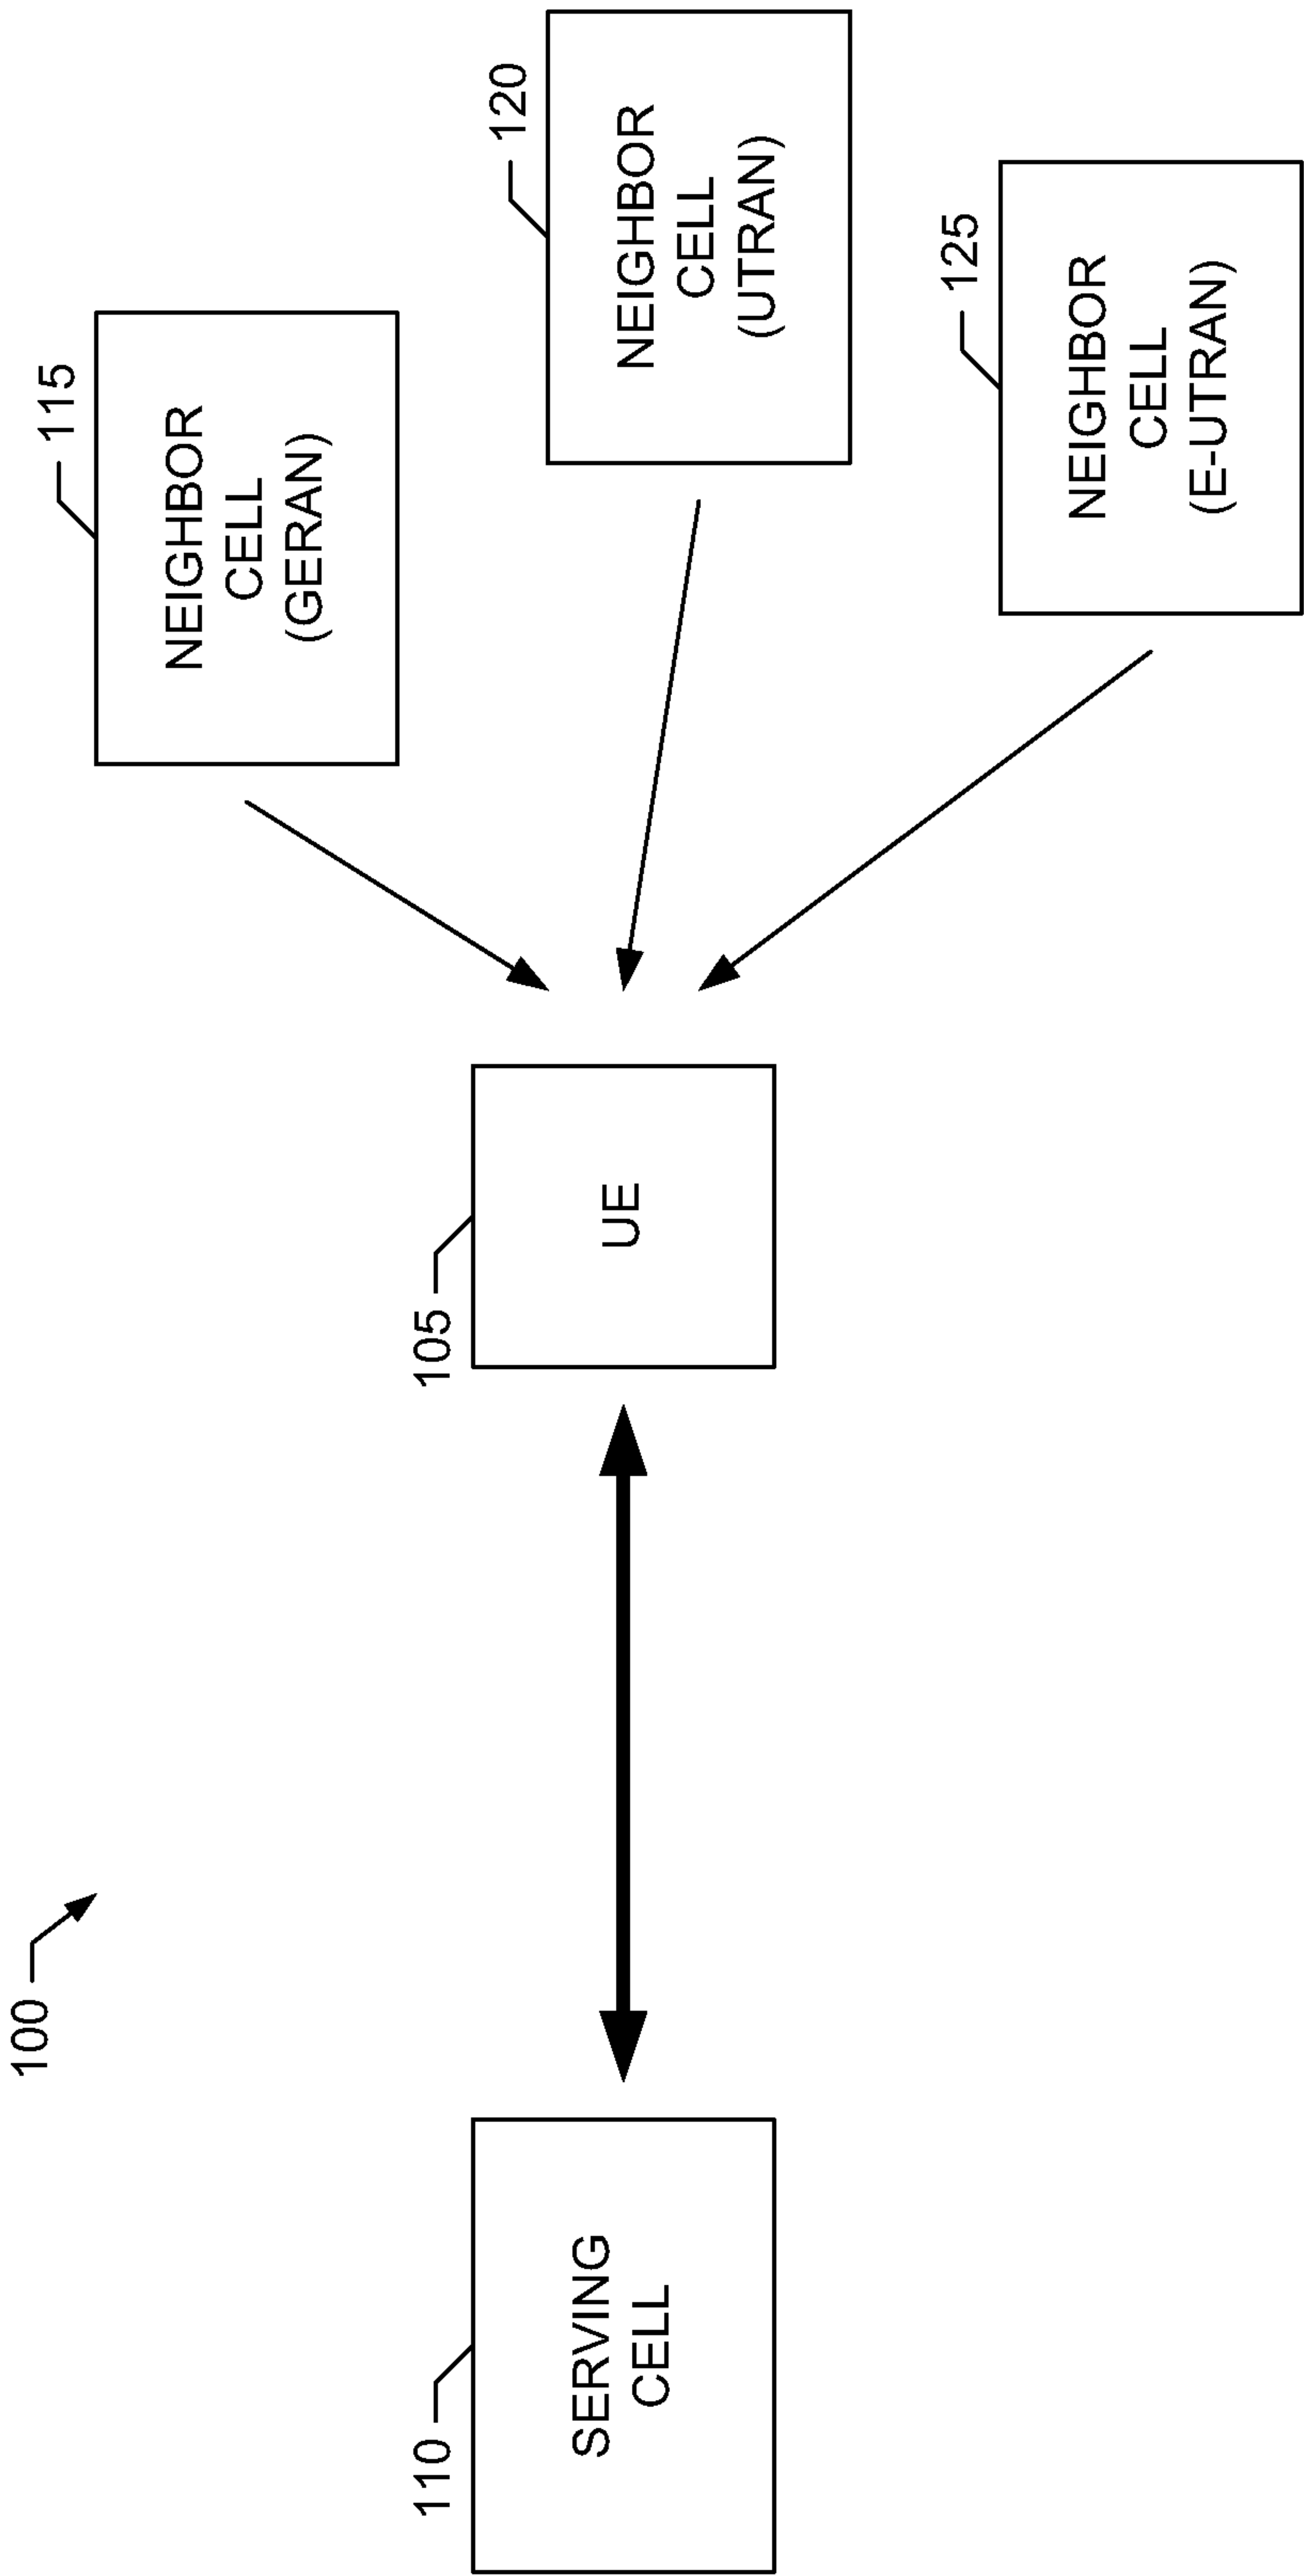 100
115
NEIGHBOR
CELL
(GERAN)
110
SERVING
CELL
105
UE
120
NEIGHBOR
CELL
(UTRAN)
125
NEIGHBOR
CELL
(E-UTRAN)